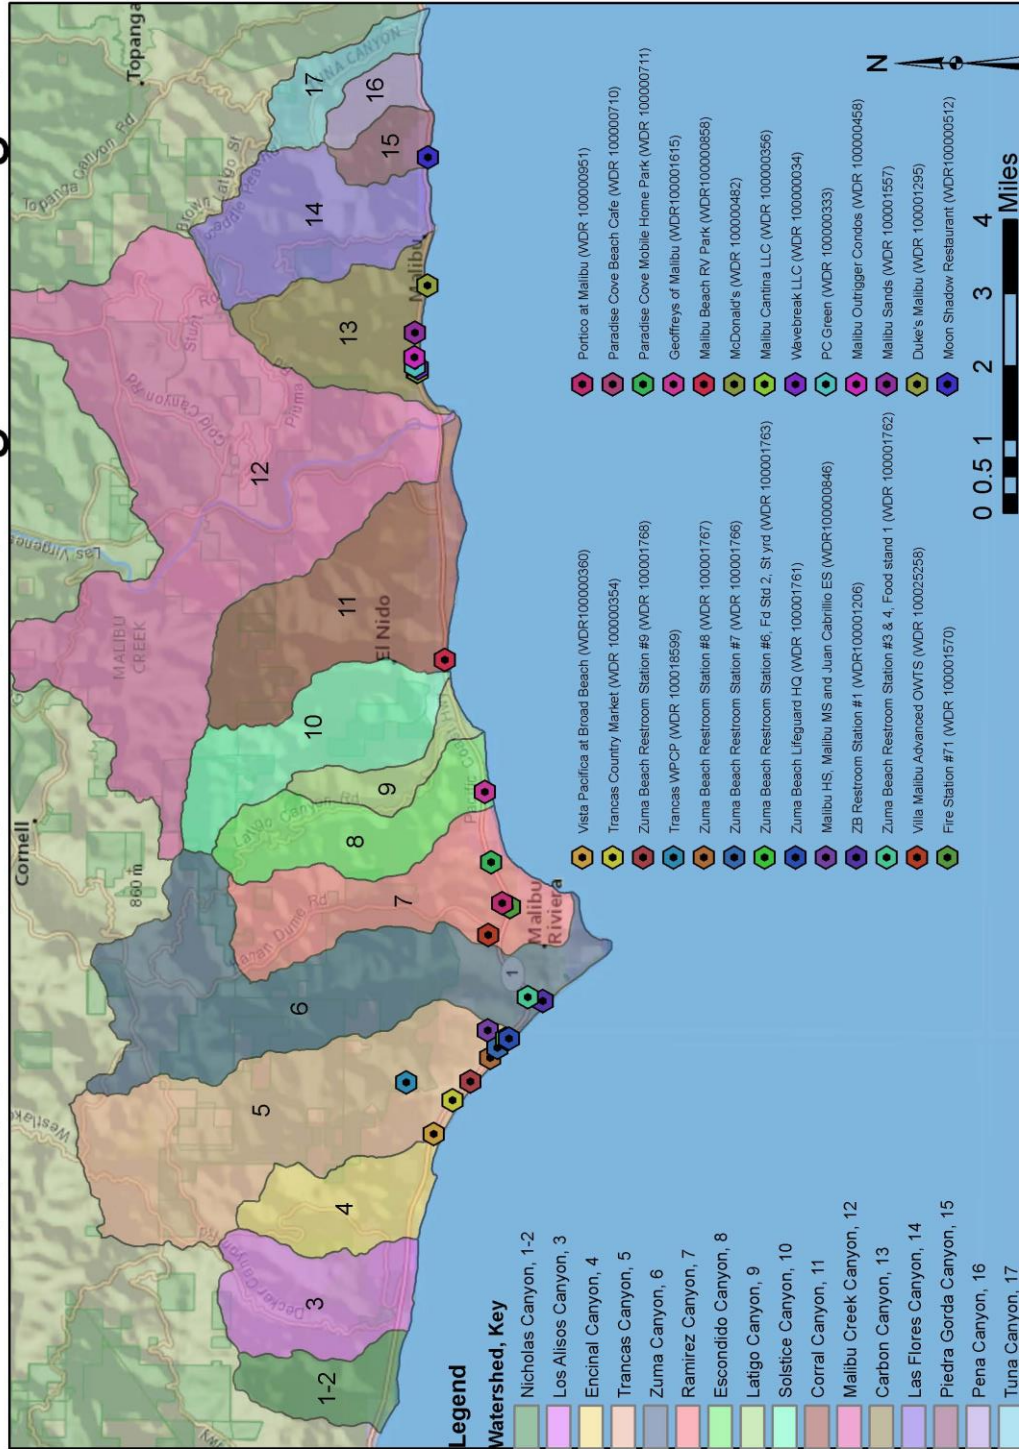 Topanga
Topanga Canyon Rd
Cornell
860 m
Las Virgenes
Westlak
MALIBU
CREEK
Cold Canyon Rd
Stunt Rd
Piuma
Latigo Canyon Rd
Kanan Dume Rd
Decker Canyon Rd
El Nido
Malibu
Malibu
Riviera
1
1-2
3
4
5
6
7
8
9
10
11
12
13
14
15
16
17
N
Legend
Watershed, Key
Nicholas Canyon, 1-2
Los Alisos Canyon, 3
Encinal Canyon, 4
Trancas Canyon, 5
Zuma Canyon, 6
Ramirez Canyon, 7
Escondido Canyon, 8
Latigo Canyon, 9
Solstice Canyon, 10
Corral Canyon, 11
Malibu Creek Canyon, 12
Carbon Canyon, 13
Las Flores Canyon, 14
Piedra Gorda Canyon, 15
Pena Canyon, 16
Tuna Canyon, 17
Vista Pacifica at Broad Beach (WDR100000360)
Trancas Country Market (WDR 100000354)
Zuma Beach Restroom Station #9 (WDR 100001768)
Trancas WPCP (WDR 100018599)
Zuma Beach Restroom Station #8 (WDR 100001767)
Zuma Beach Restroom Station #7 (WDR 100001766)
Zuma Beach Restroom Station #6, Fd Std 2, St yrd (WDR 100001763)
Zuma Beach Lifeguard HQ (WDR 100001761)
Malibu HS, Malibu MS and Juan Cabrillio ES (WDR100000846)
ZB Restroom Station #1 (WDR100001206)
Zuma Beach Restroom Station #3 & 4, Food stand 1 (WDR 100001762)
Villa Malibu Advanced OWTS (WDR 100025258)
Fire Station #71 (WDR 100001570)
Portico at Malibu (WDR 100000951)
Paradise Cove Beach Cafe (WDR 100000710)
Paradise Cove Mobile Home Park (WDR 100000711)
Geoffreys of Malibu (WDR100001615)
Malibu Beach RV Park (WDR100000858)
McDonald's (WDR 100000482)
Malibu Cantina LLC (WDR 100000356)
Wavebreak LLC (WDR 100000034)
PC Green (WDR 100000333)
Malibu Outrigger Condos (WDR 100000458)
Malibu Sands (WDR 100001557)
Duke's Malibu (WDR 100001295)
Moon Shadow Restaurant (WDR100000512)
0 0.5 1 2 3 4
Miles